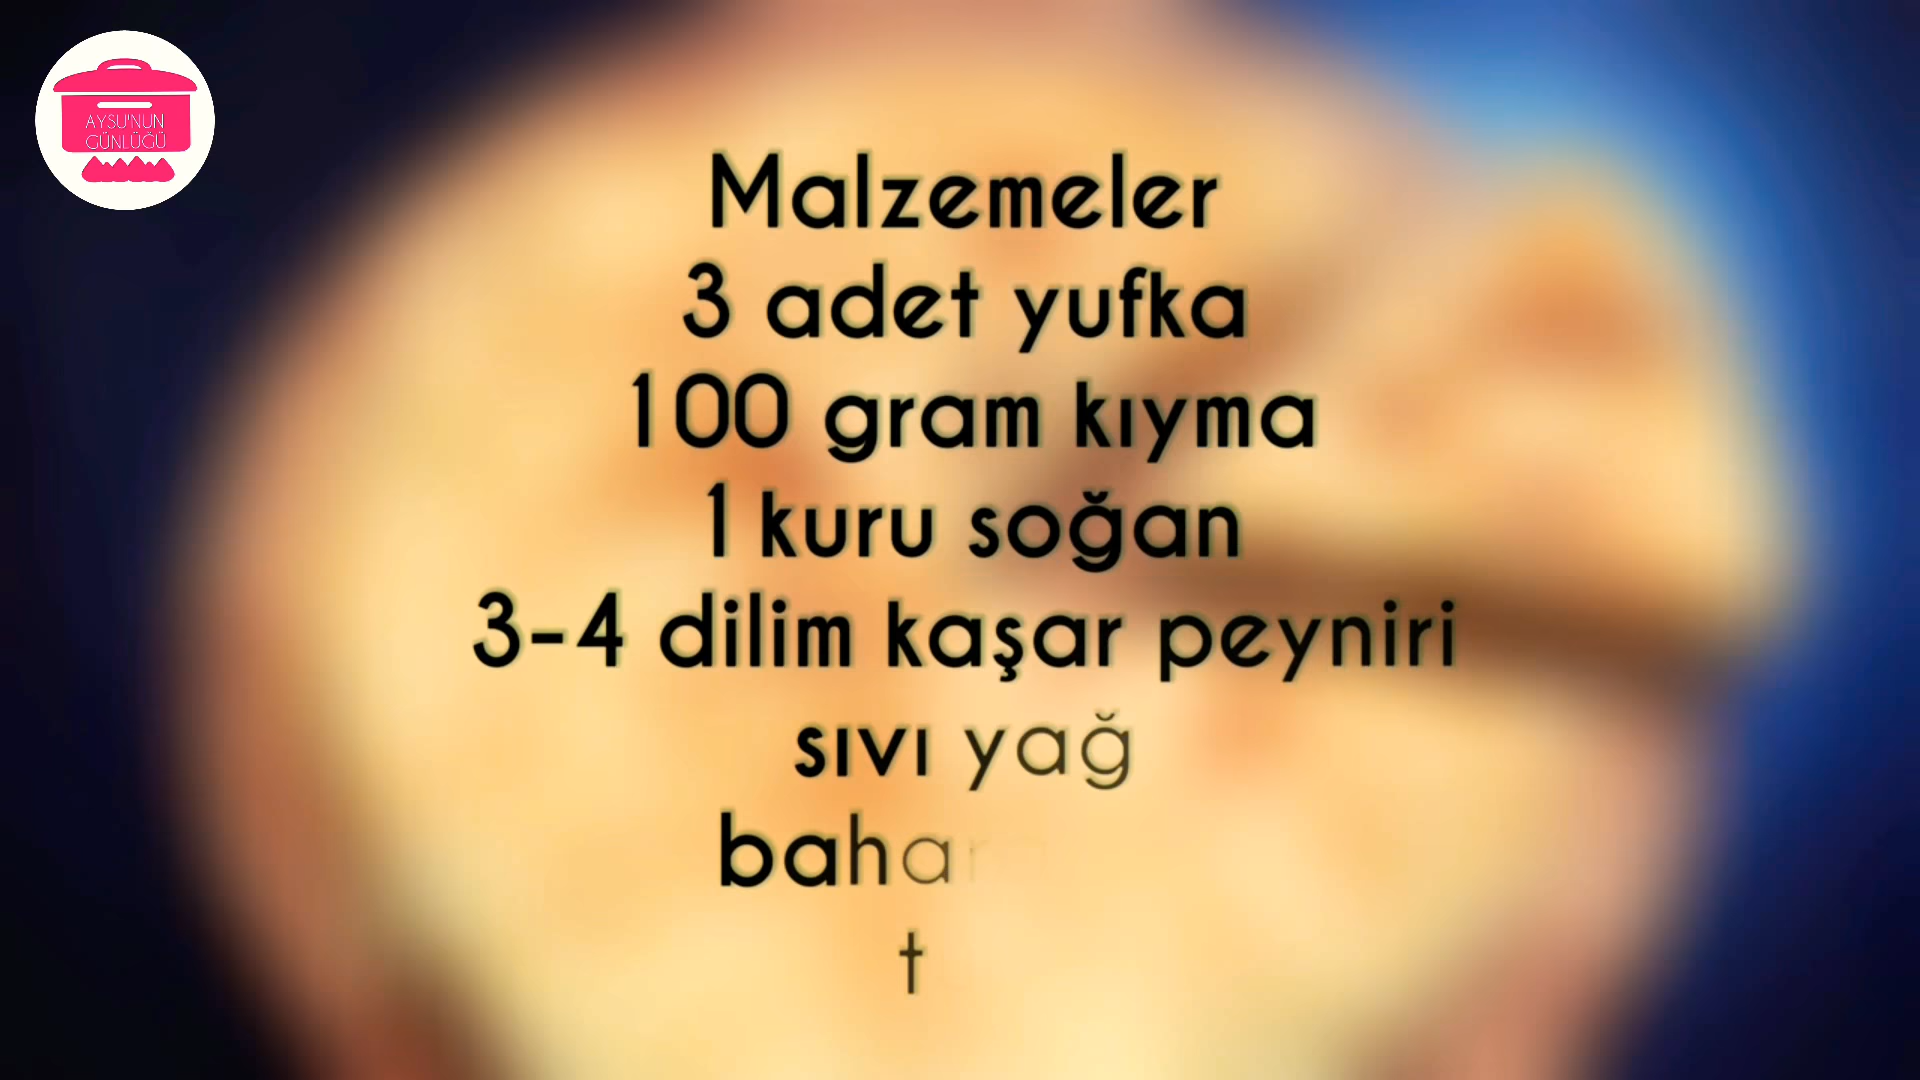 AYSU'NUN
GÜNLÜĞÜ
Malzemeler
3 adet yufka
100 gram kıyma
1 kuru soğan
3-4 dilim kaşar peyniri
sıvı yağ